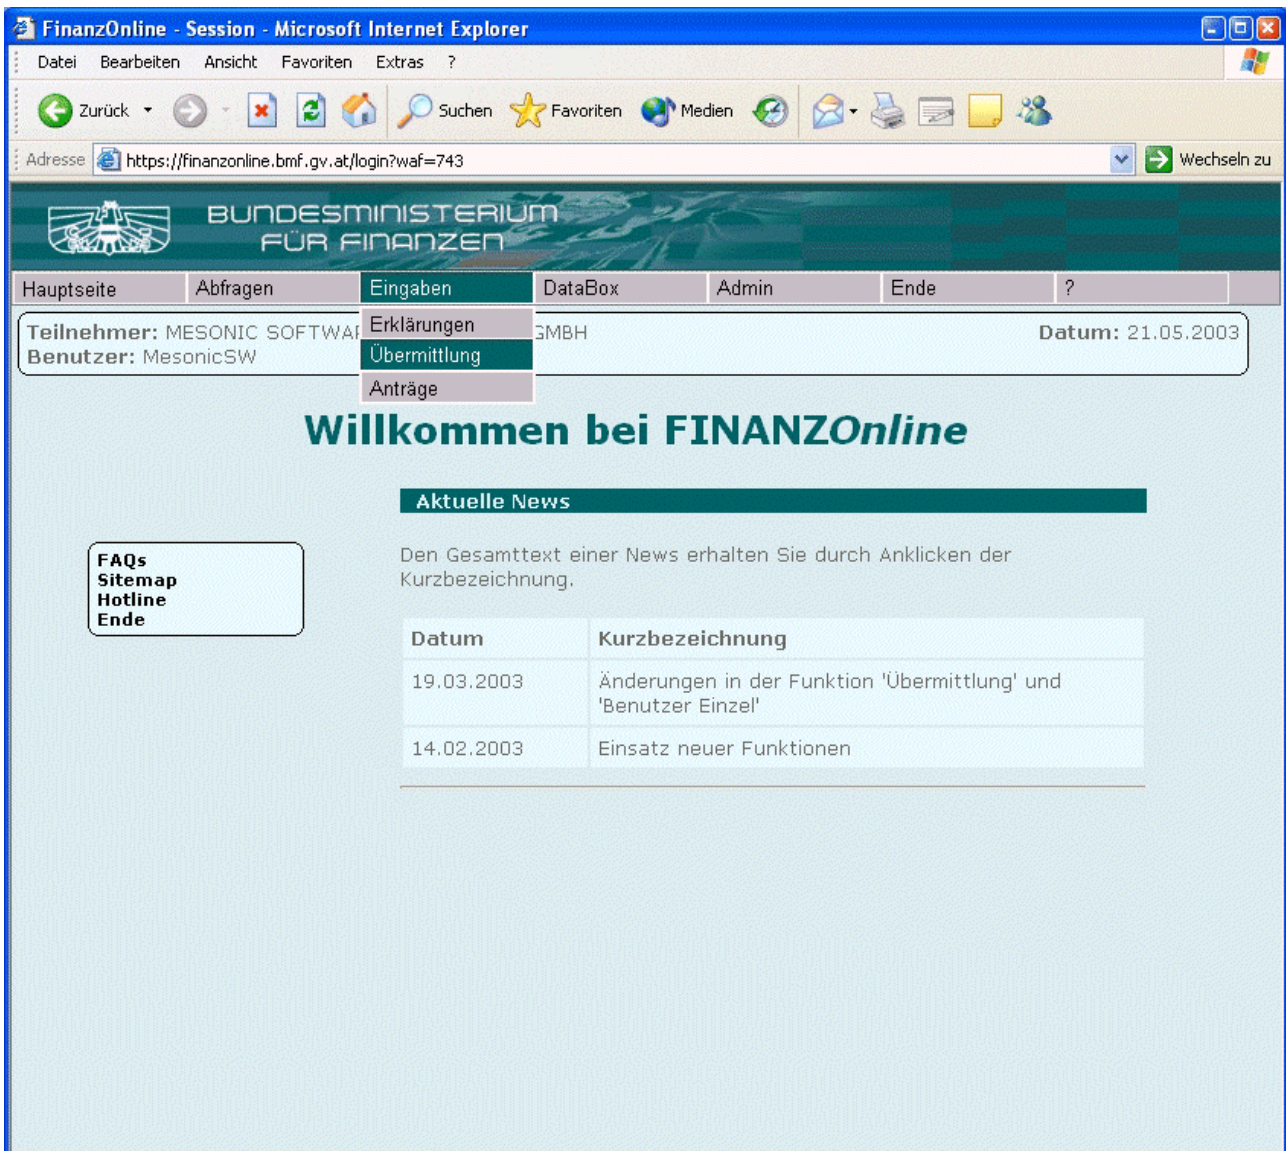 FinanzOnline - Session - Microsoft Internet Explorer
Datei Bearbeiten Ansicht Favoriten Extras ?
Zurück Suchen Favoriten Medien
Adresse https://finanzonline.bmf.gv.at/login?waf=743 Wechseln zu
BUNDESMINISTERIUM
FÜR FINANZEN
Hauptseite Abfragen Eingaben DataBox Admin Ende ?
Erklärungen
Übermittlung
Anträge
Teilnehmer: MESONIC GMBH Datum: 21.05.2003
Benutzer: MesonicSW
Willkommen bei FINANZOnline
Aktuelle News
FAQs
Sitemap
Hotline
Ende
Den Gesamttext einer News erhalten Sie durch Anklicken der
Kurzbezeichnung.
Datum Kurzbezeichnung
19.03.2003 Änderungen in der Funktion 'Übermittlung' und
'Benutzer Einzel'
14.02.2003 Einsatz neuer Funktionen